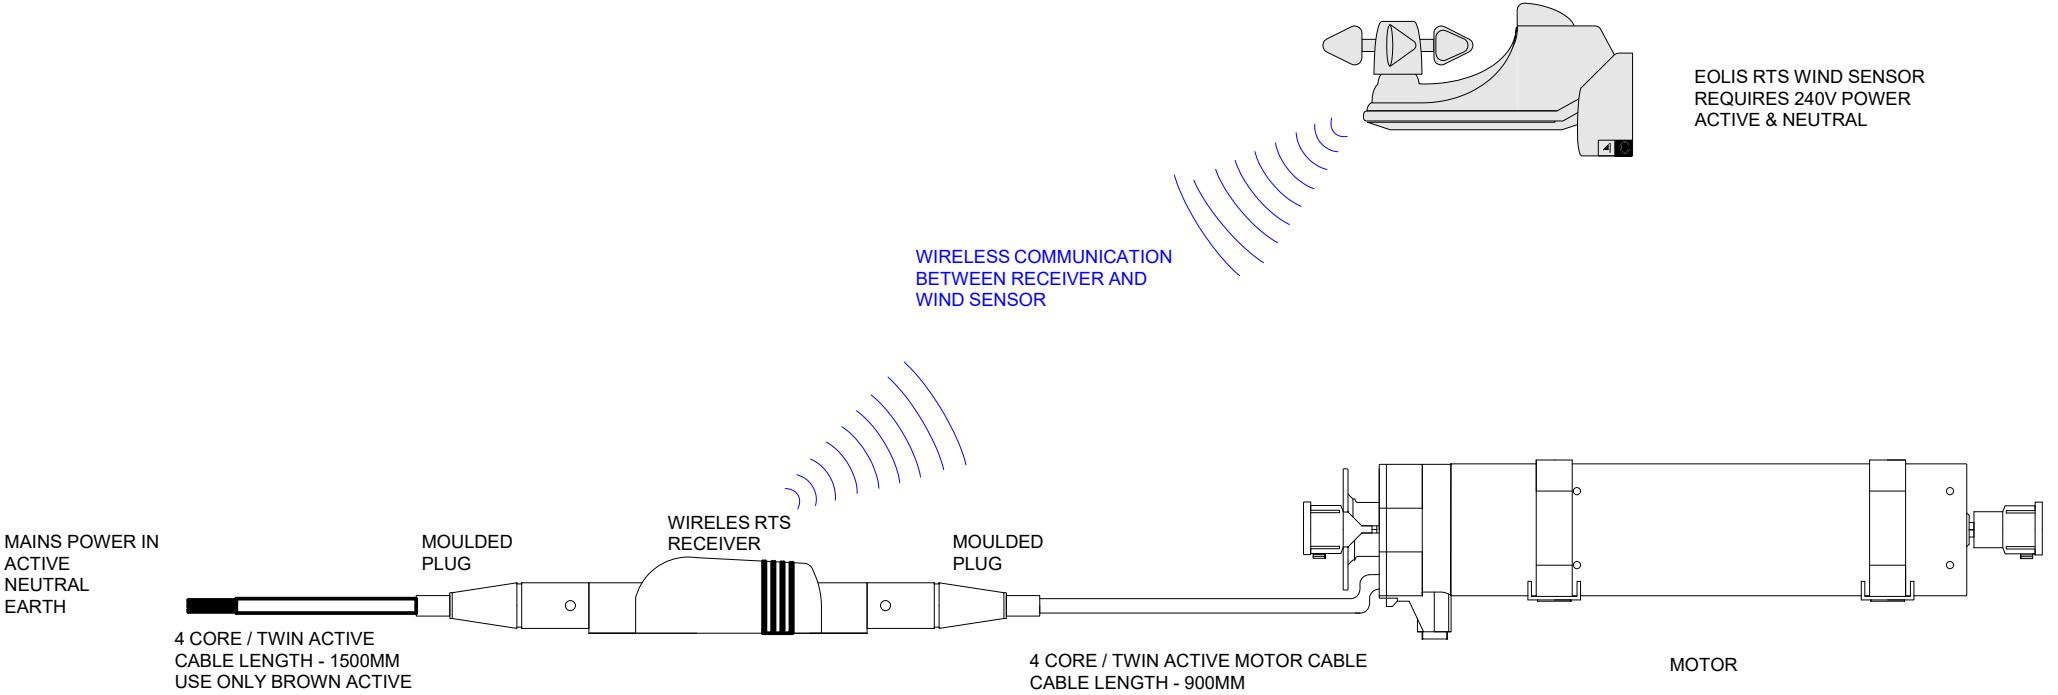 EOLIS RTS WIND SENSOR
REQUIRES 240V POWER
ACTIVE & NEUTRAL
WIRELESS COMMUNICATION
BETWEEN RECEIVER AND
WIND SENSOR
MAINS POWER IN
ACTIVE
NEUTRAL
EARTH
MOULDED
PLUG
WIRELES RTS
RECEIVER
MOULDED
PLUG
4 CORE / TWIN ACTIVE
CABLE LENGTH - 1500MM
USE ONLY BROWN ACTIVE
4 CORE / TWIN ACTIVE MOTOR CABLE
CABLE LENGTH - 900MM
MOTOR